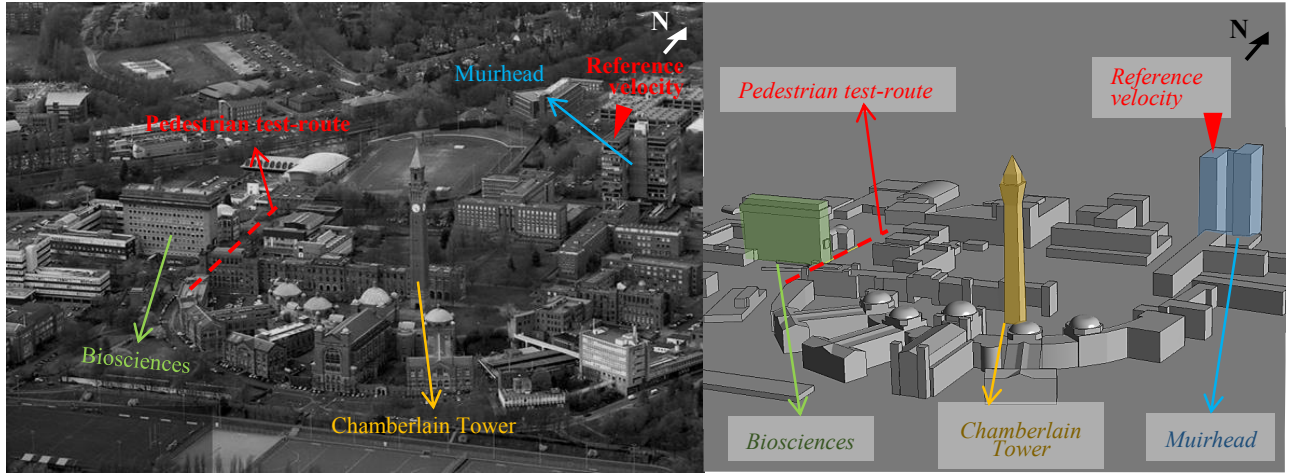 N
Muirhead
Reference
velocity
Pedestrian test-route
Biosciences
Chamberlain Tower
N
Pedestrian test-route
Reference
velocity
Biosciences
Chamberlain
Tower
Muirhead